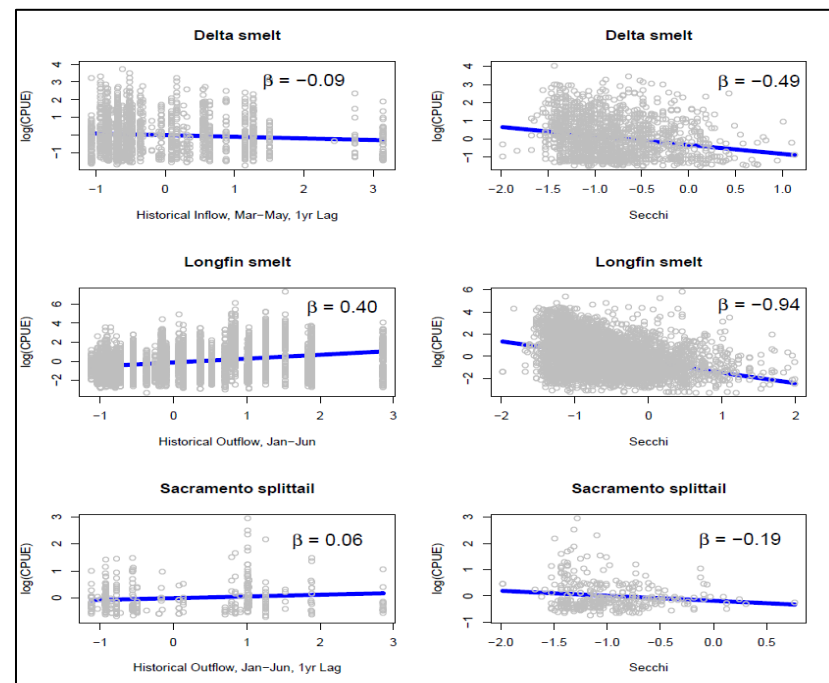 Delta smelt
β = −0.09
log(CPUE)
−1 1 2 3 4
−1 0 1 2 3
Historical Inflow, Mar−May, 1yr Lag
Delta smelt
β = −0.49
log(CPUE)
−1 0 1 2 3 4
−2.0 −1.5 −1.0 −0.5 0.0 0.5 1.0
Secchi
Longfin smelt
β = 0.40
log(CPUE)
−2 0 2 4 6
−1 0 1 2 3
Historical Outflow, Jan−Jun
Longfin smelt
β = −0.94
log(CPUE)
−2 0 2 4 6
−2 −1 0 1 2
Secchi
Sacramento splittail
β = 0.06
log(CPUE)
0 1 2 3
−1 0 1 2 3
Historical Outflow, Jan−Jun, 1yr Lag
Sacramento splittail
β = −0.19
log(CPUE)
−1 0 1 2 3
−2.0 −1.5 −1.0 −0.5 0.0 0.5
Secchi